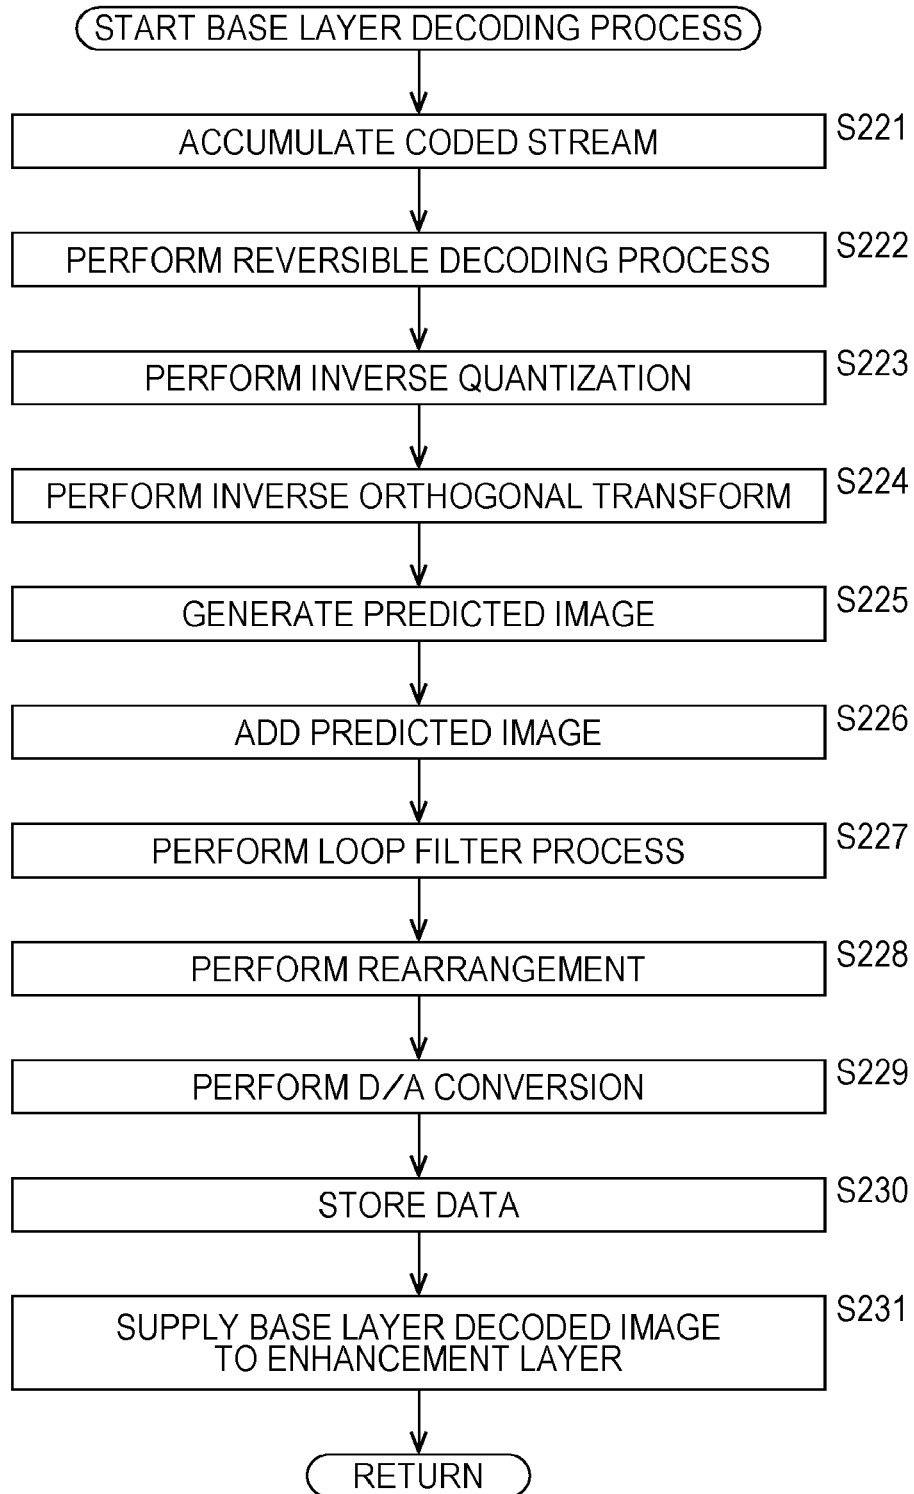 START BASE LAYER DECODING PROCESS
ACCUMULATE CODED STREAM
S221
PERFORM REVERSIBLE DECODING PROCESS
S222
PERFORM INVERSE QUANTIZATION
S223
PERFORM INVERSE ORTHOGONAL TRANSFORM
S224
GENERATE PREDICTED IMAGE
S225
ADD PREDICTED IMAGE
S226
PERFORM LOOP FILTER PROCESS
S227
PERFORM REARRANGEMENT
S228
PERFORM D/A CONVERSION
S229
STORE DATA
S230
SUPPLY BASE LAYER DECODED IMAGE
TO ENHANCEMENT LAYER
S231
RETURN